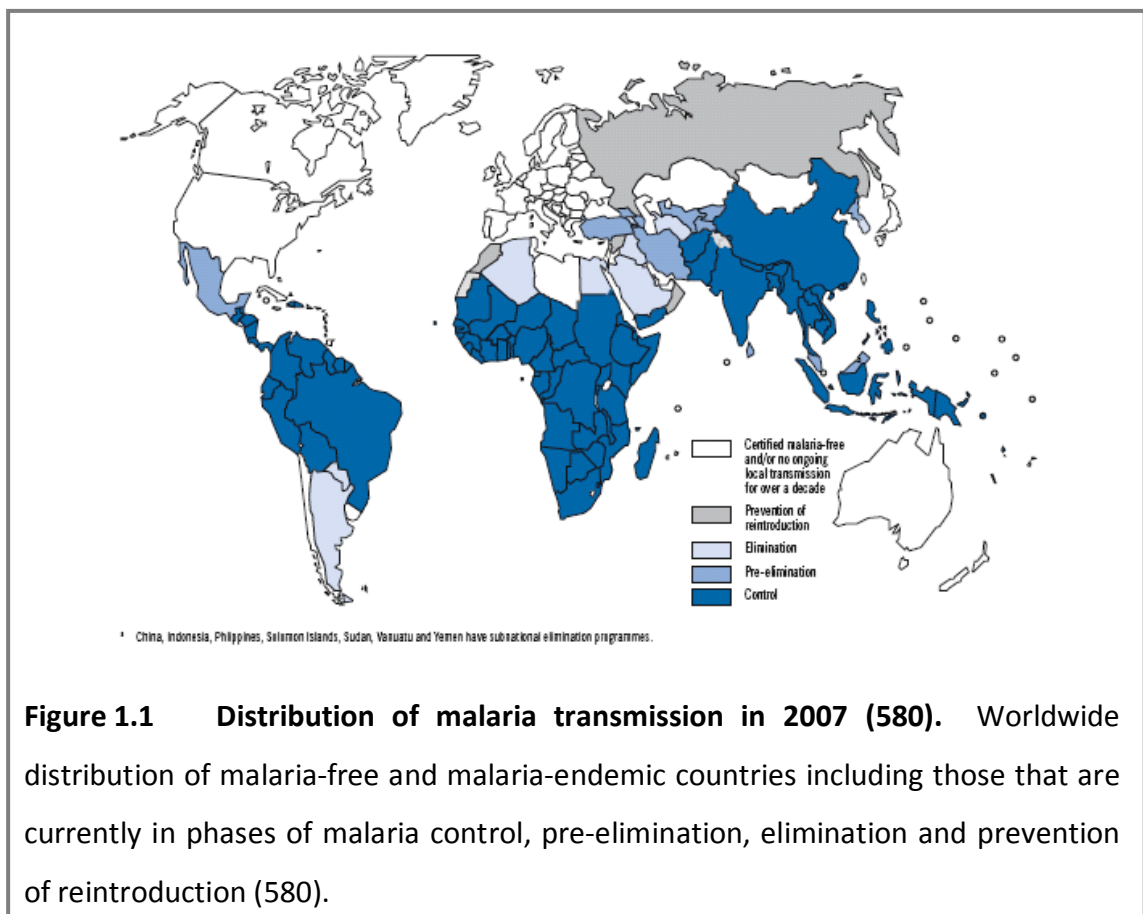 Certified malaria-free
and/or no ongoing
local transmission
for over a decade
Prevention of
reintroduction
Elimination
Pre-elimination
Control
ª China, Indonesia, Philippines, Solomon Islands, Sudan, Vanuatu and Yemen have subnational elimination programmes.
Figure 1.1 Distribution of malaria transmission in 2007 (580). Worldwide
distribution of malaria-free and malaria-endemic countries including those that are
currently in phases of malaria control, pre-elimination, elimination and prevention
of reintroduction (580).